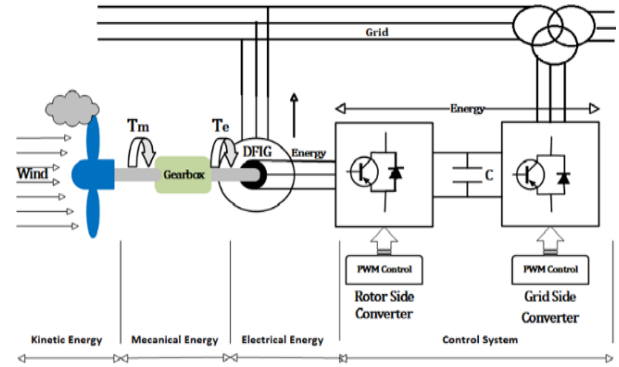 Grid
Energy
Tm
Te
DFIG
Energy
Wind
Gearbox
C
PWM Control
PWM Control
Rotor Side
Converter
Grid Side
Converter
Kinetic Energy
Mecanical Energy
Electrical Energy
Control System